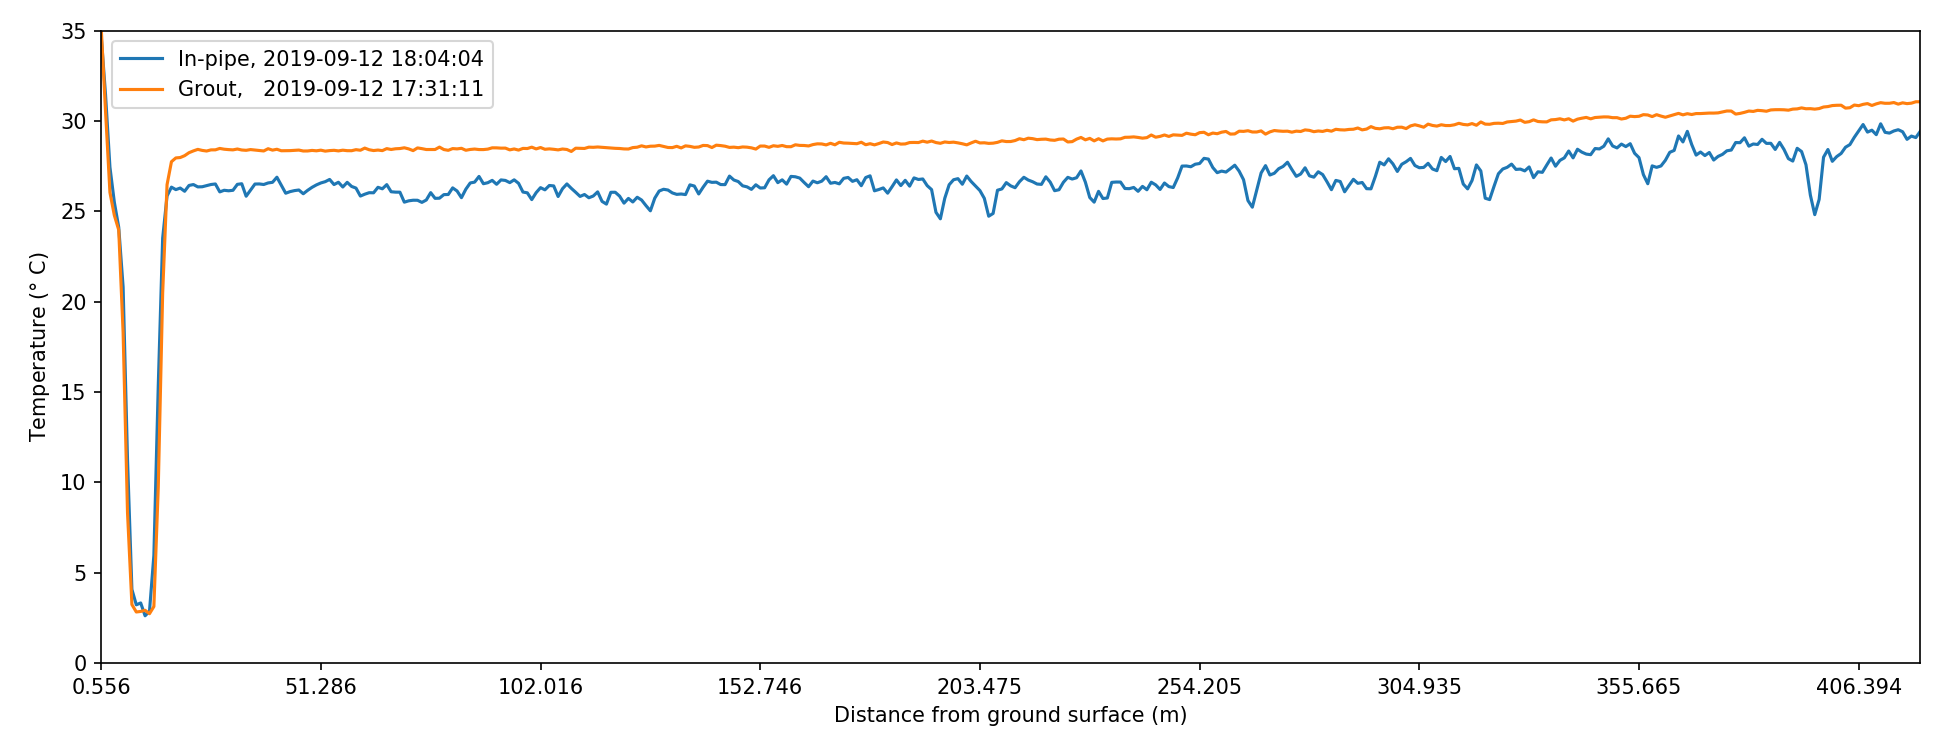 In-pipe, 2019-09-12 18:04:04
Grout, 2019-09-12 17:31:11
Temperature (° C)
35
30
25
20
15
10
5
0
0.556 51.286 102.016 152.746 203.475 254.205 304.935 355.665 406.394
Distance from ground surface (m)